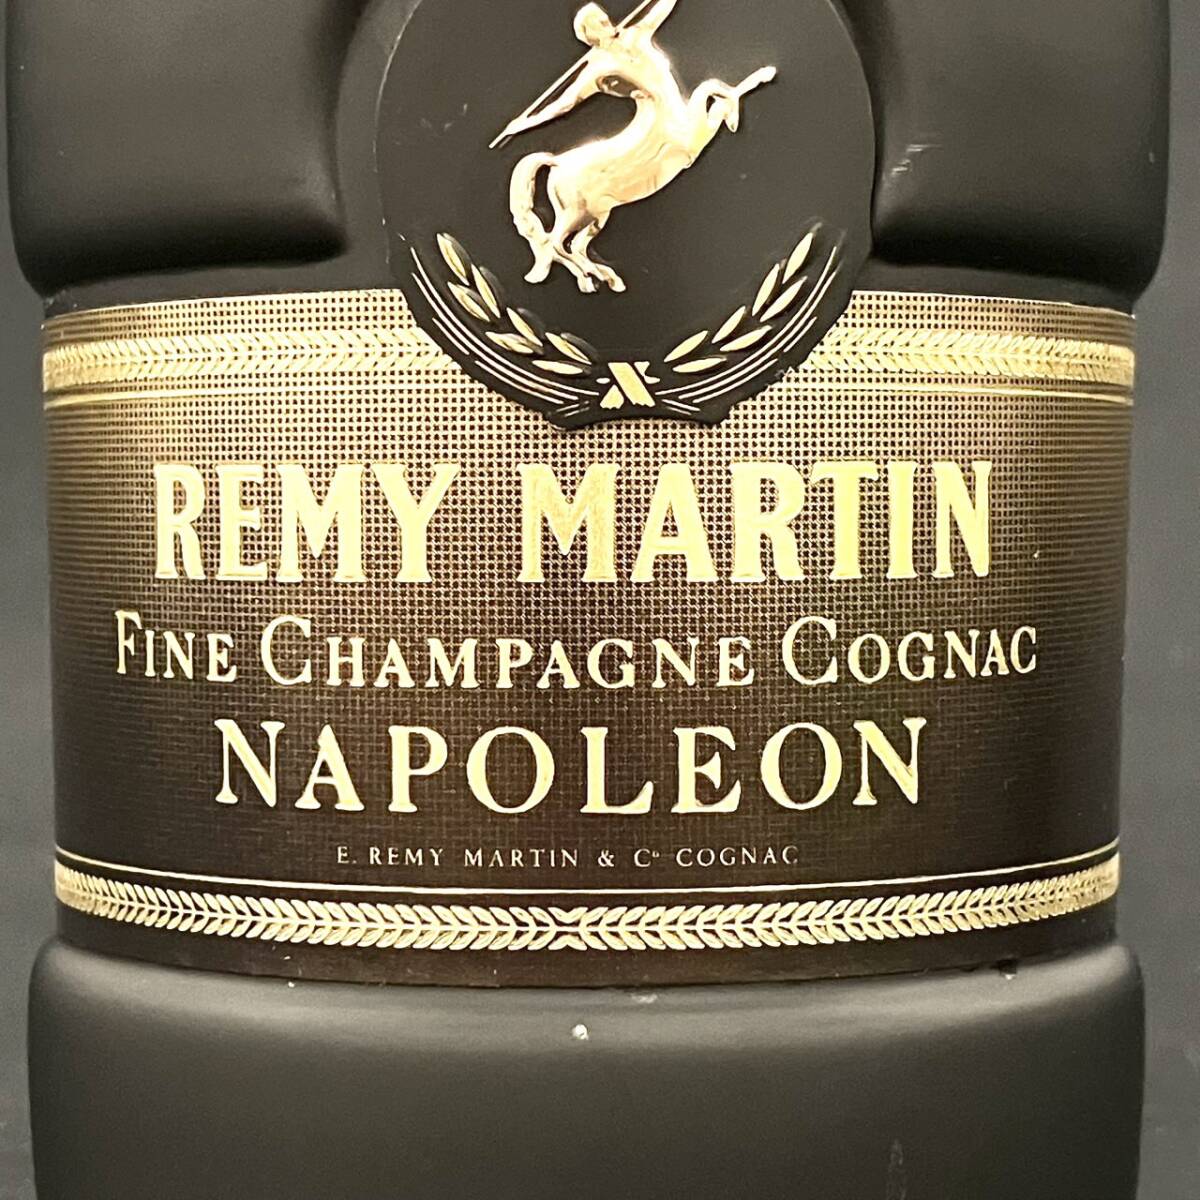 REMY MARTIN
FINE CHAMPAGNE COGNAC
NAPOLEON
E. REMY MARTIN & Cº COGNAC